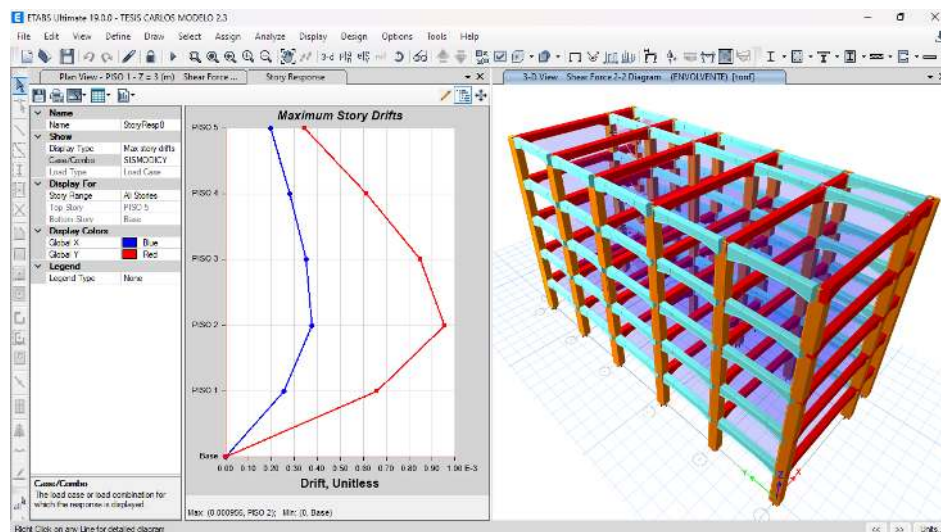 ETABS Ultimate 19.0.0 - TESIS CARLOS MODELO 2.3
File Edit View Define Draw Select Assign Analyze Display Design Options Tools Help
Plan View - PISO 1 - Z = 3 (m) Shear Force ...
Story Response
3-D View Shear Force 2-2 Diagram (ENVOLVENTE) [tonf]
Name
Name StoryResp8
Show
Display Type Max story drifts
Case/Combo SISMODICY
Load Type Load Case
Display For
Story Range All Stories
Top Story PISO 5
Bottom Story Base
Display Colors
Global X Blue
Global Y Red
Legend
Legend Type None
Maximum Story Drifts
PISO 5
PISO 4
PISO 3
PISO 2
PISO 1
Base
0.00 0.10 0.20 0.30 0.40 0.50 0.60 0.70 0.80 0.90 1.00 E-3
Drift, Unitless
Case/Combo
The load case or load combination for
which the response is displayed.
Max: (0.000956, PISO 2); Min: (0, Base)
Y
Z
X
Right Click on any Line for detailed diagram
<< >> Units